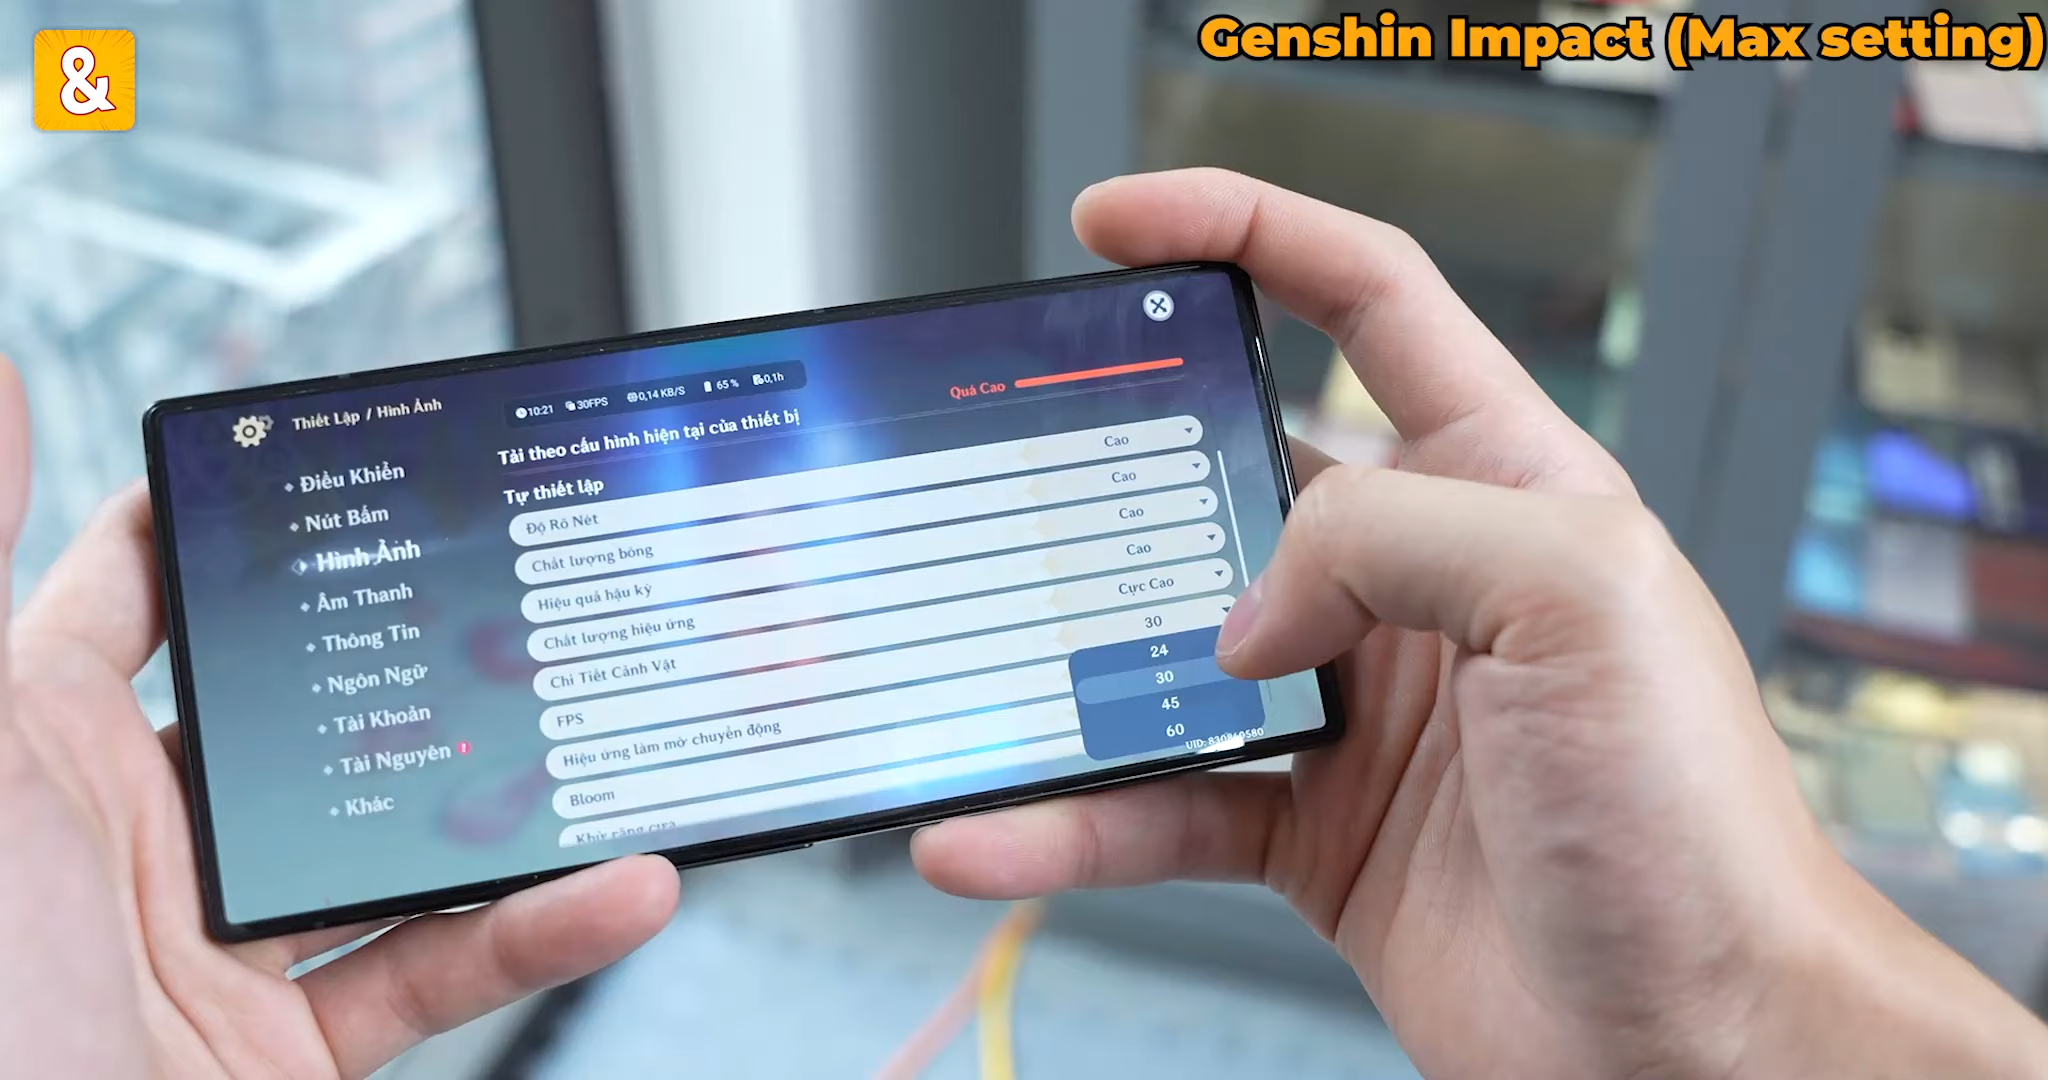 Genshin Impact (Max setting)
&
Thiết Lập / Hình Ảnh
10:21 30FPS 0,14 KB/S 65 % 0,1h
Tải theo cấu hình hiện tại của thiết bị
Quá Cao
Tự thiết lập
Điều Khiển
Nút Bấm
Hình Ảnh
Âm Thanh
Thông Tin
Ngôn Ngữ
Tài Khoản
Tài Nguyên
Khác
Độ Rõ Nét Cao
Chất lượng bóng Cao
Hiệu quả hậu kỳ Cao
Chất lượng hiệu ứng Cao
Chi Tiết Cảnh Vật Cực Cao
FPS 30
24
30
45
60
Hiệu ứng làm mờ chuyển động
Bloom
Khử răng cưa